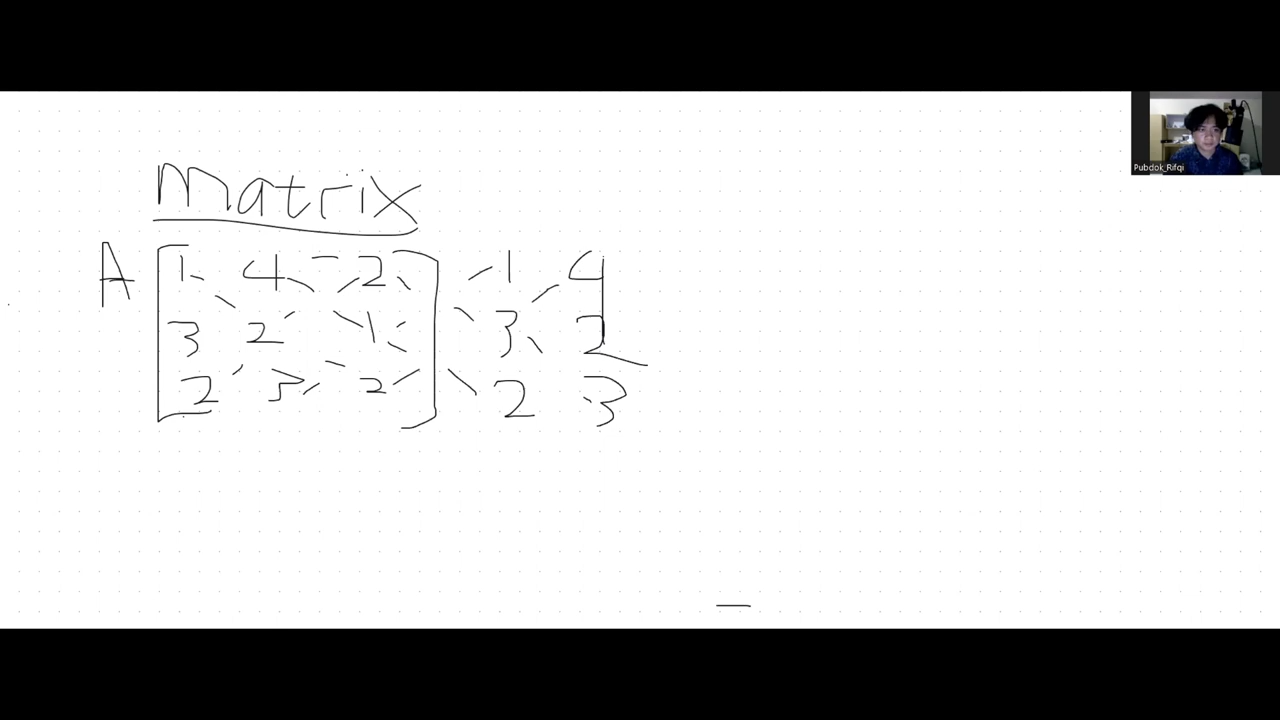 Matrix
A [1 4 -2] 1 4
3 2 1 3 2
2 3 2 2 3
Pubdok_Rifqi